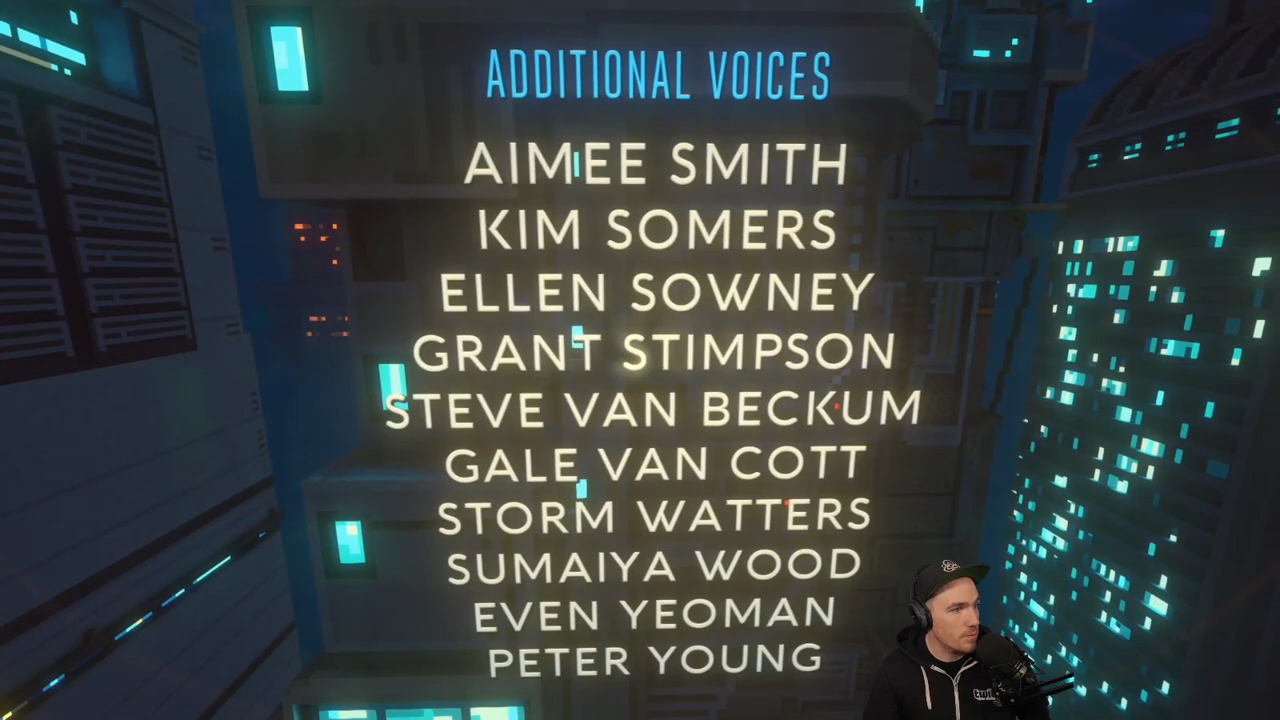 ADDITIONAL VOICES
AIMEE SMITH
KIM SOMERS
ELLEN SOWNEY
GRANT STIMPSON
STEVE VAN BECKUM
GALE VAN COTT
STORM WATTERS
SUMAIYA WOOD
EVEN YEOMAN
PETER YOUNG